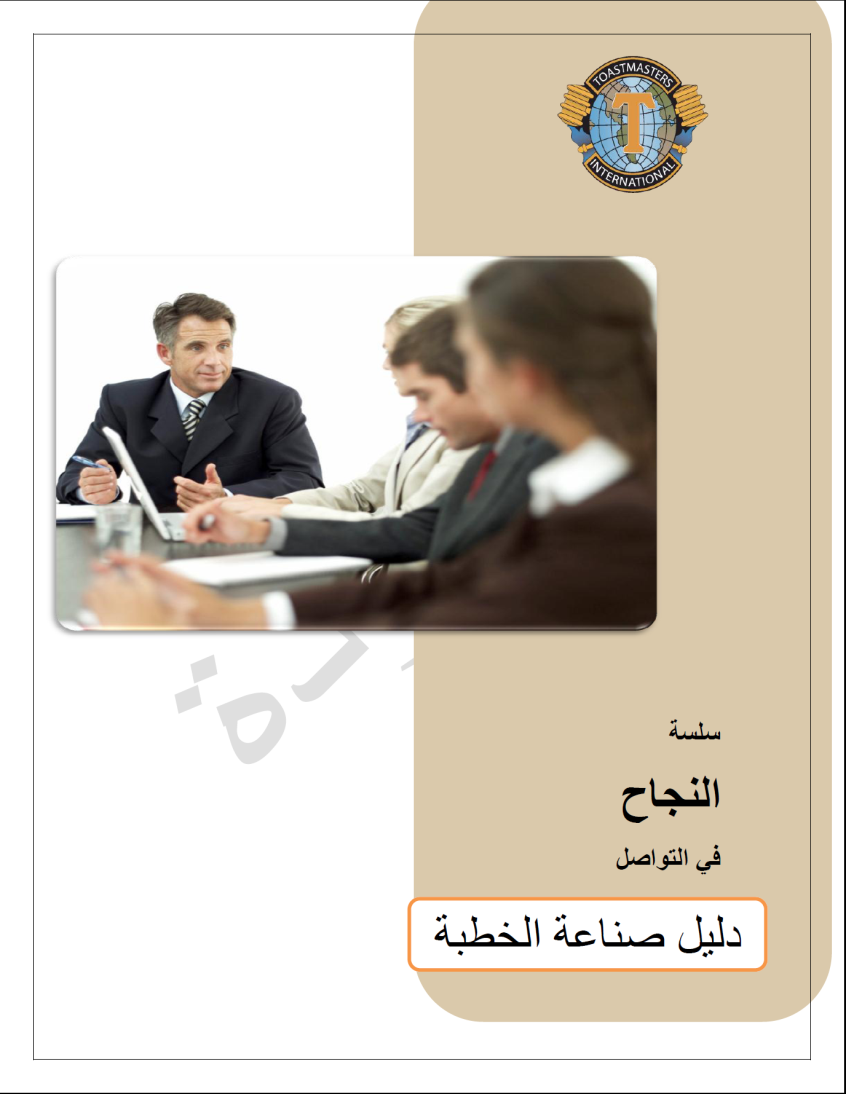 TOASTMASTERS
T
INTERNATIONAL
سلسة
النجاح
في التواصل
دليل صناعة الخطبة